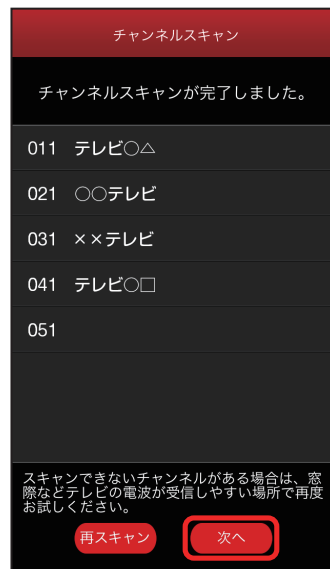 チャンネルスキャン
チャンネルスキャンが完了しました。
011 テレビ○△
021 ○○テレビ
031 ××テレビ
041 テレビ○□
051
スキャンできないチャンネルがある場合は、窓
際などテレビの電波が受信しやすい場所で再度
お試しください。
再スキャン 次へ